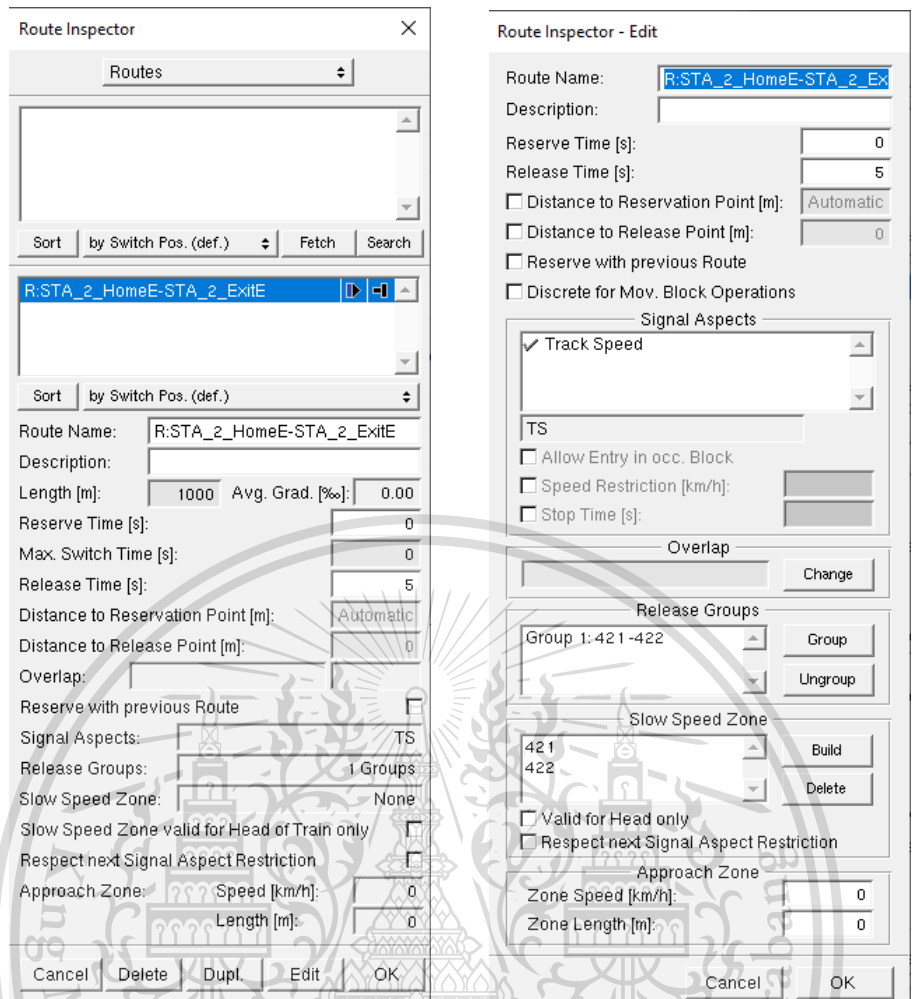 Route Inspector
Routes
Sort by Switch Pos. (def.) Fetch Search
R:STA_2_HomeE-STA_2_ExitE
Sort by Switch Pos. (def.)
Route Name: R:STA_2_HomeE-STA_2_ExitE
Description:
Length [m]: 1000 Avg. Grad. [‰]: 0.00
Reserve Time [s]: 0
Max. Switch Time [s]: 0
Release Time [s]: 5
Distance to Reservation Point [m]: Automatic
Distance to Release Point [m]: 0
Overlap:
Reserve with previous Route
Signal Aspects: TS
Release Groups: 1 Groups
Slow Speed Zone: None
Slow Speed Zone valid for Head of Train only
Respect next Signal Aspect Restriction
Approach Zone: Speed [km/h]: 0
Length [m]: 0
Cancel Delete Dupl. Edit OK
Route Inspector - Edit
Route Name: R:STA_2_HomeE-STA_2_Ex
Description:
Reserve Time [s]: 0
Release Time [s]: 5
Distance to Reservation Point [m]: Automatic
Distance to Release Point [m]: 0
Reserve with previous Route
Discrete for Mov. Block Operations
Signal Aspects
Track Speed
TS
Allow Entry in occ. Block
Speed Restriction [km/h]:
Stop Time [s]:
Overlap
Change
Release Groups
Group 1: 421-422 Group
Ungroup
Slow Speed Zone
421 Build
422 Delete
Valid for Head only
Respect next Signal Aspect Restriction
Approach Zone
Zone Speed [km/h]: 0
Zone Length [m]: 0
Cancel OK